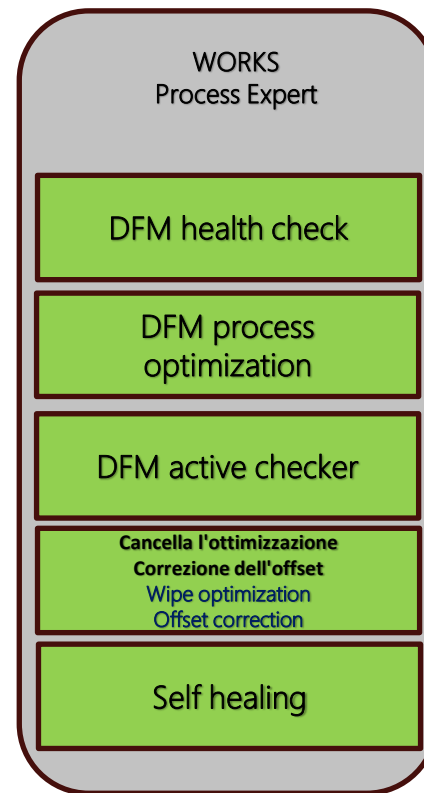 WORKS
Process Expert
DFM health check
DFM process
optimization
DFM active checker
Cancella l'ottimizzazione
Correzione dell'offset
Wipe optimization
Offset correction
Self healing